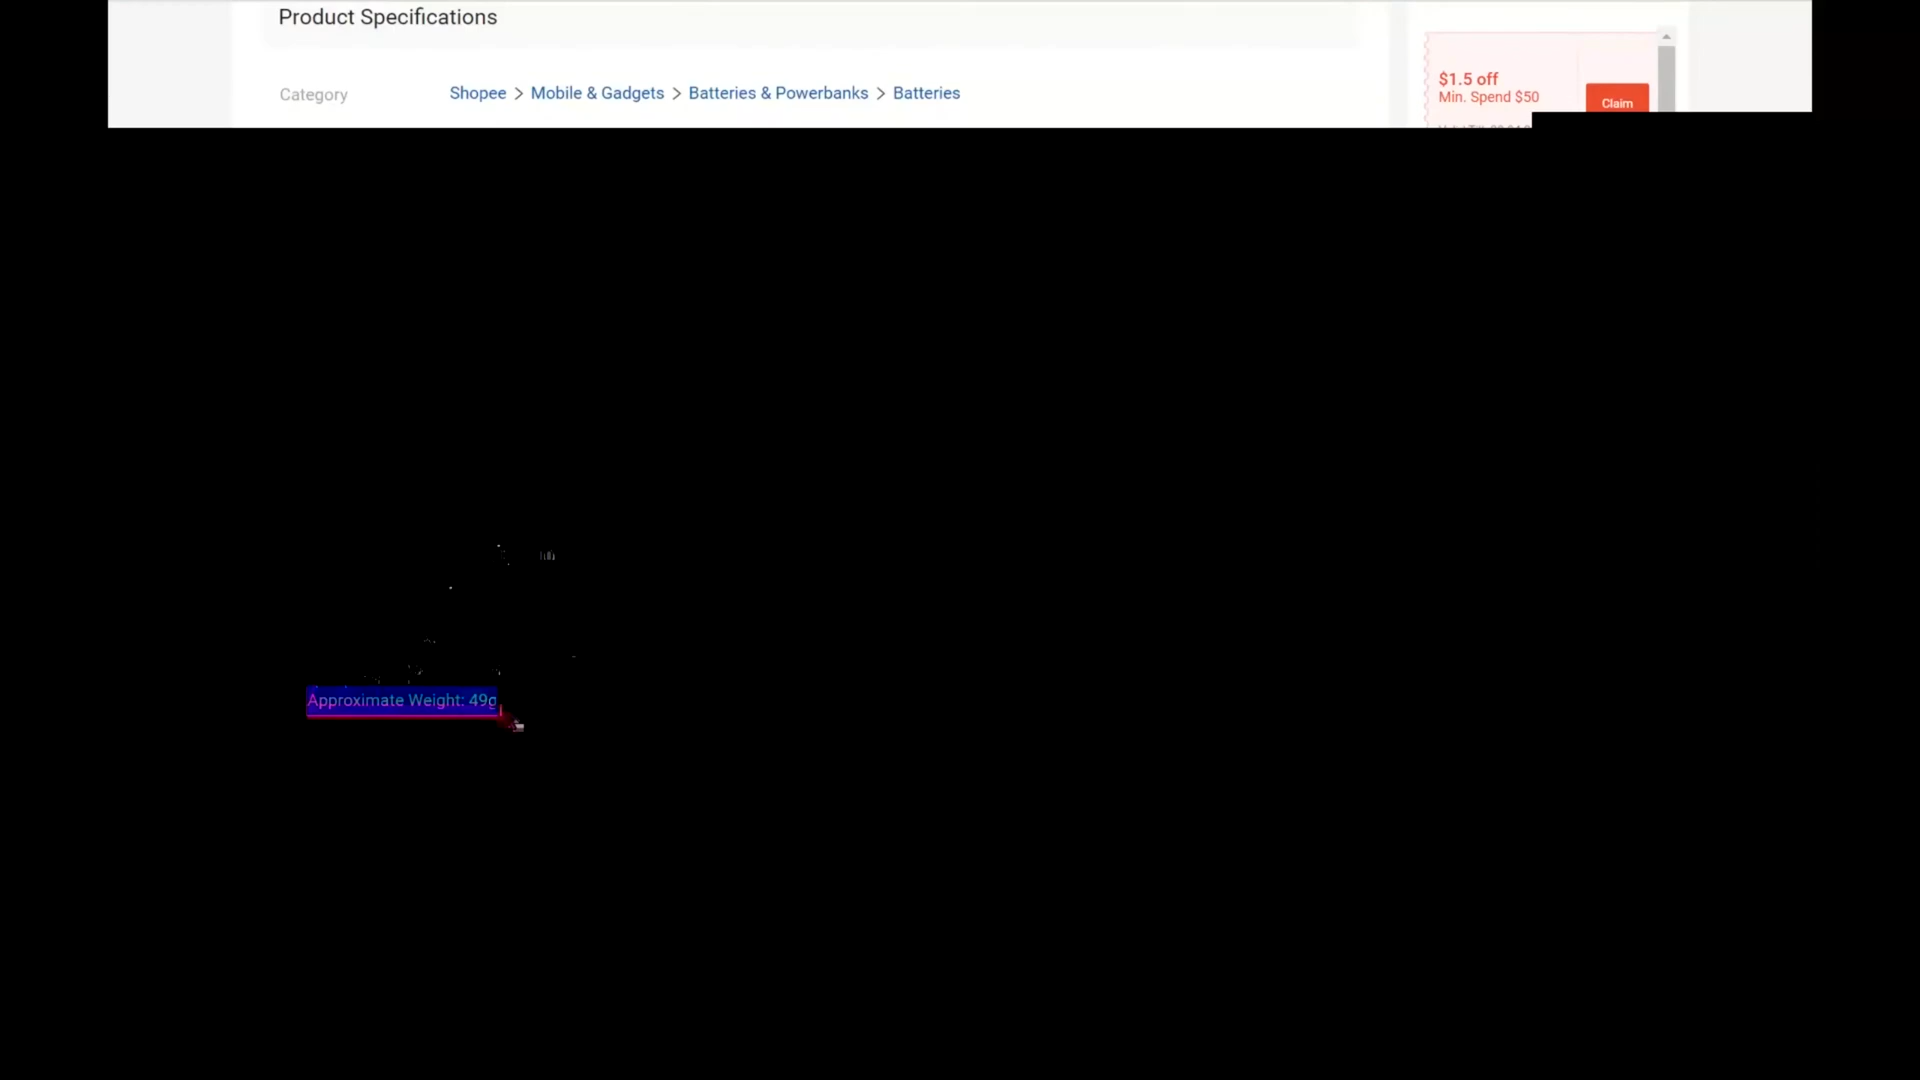 Product Specifications
$1.5 off
Category Shopee > Mobile & Gadgets > Batteries & Powerbanks > Batteries
Min. Spend $50
Claim
Approximate Weight: 49g